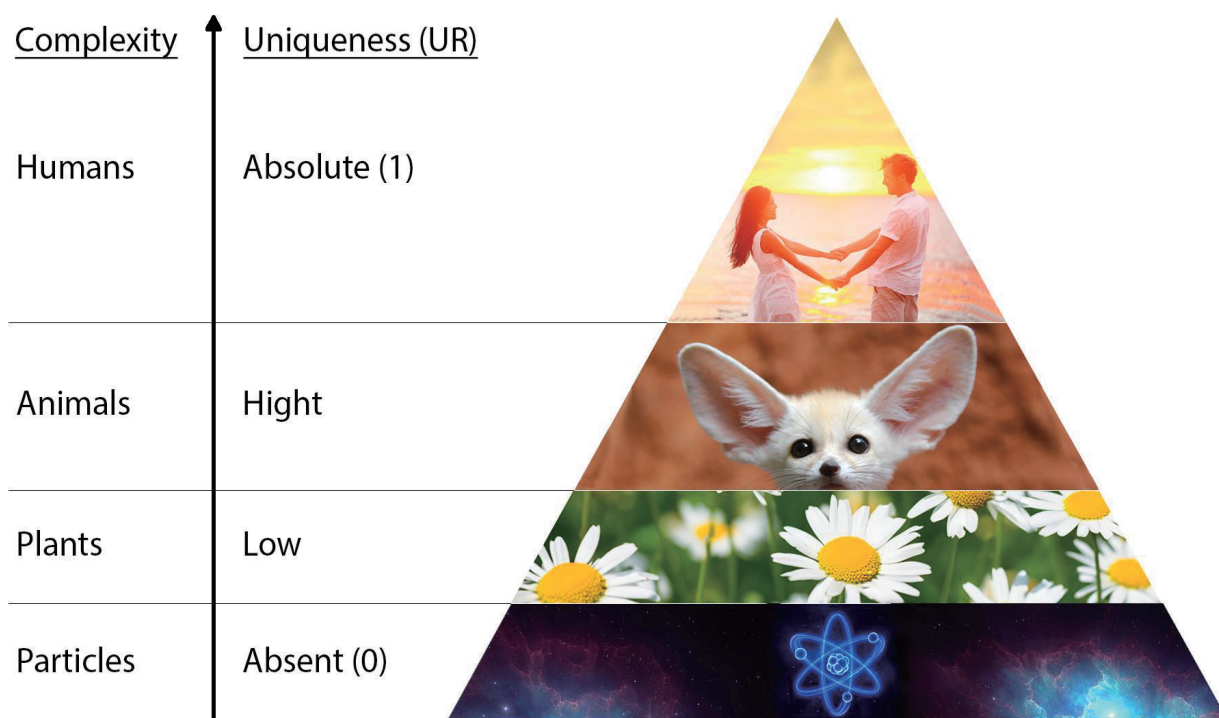 Complexity Uniqueness (UR)
Humans Absolute (1)
Animals Hight
Plants Low
Particles Absent (0)